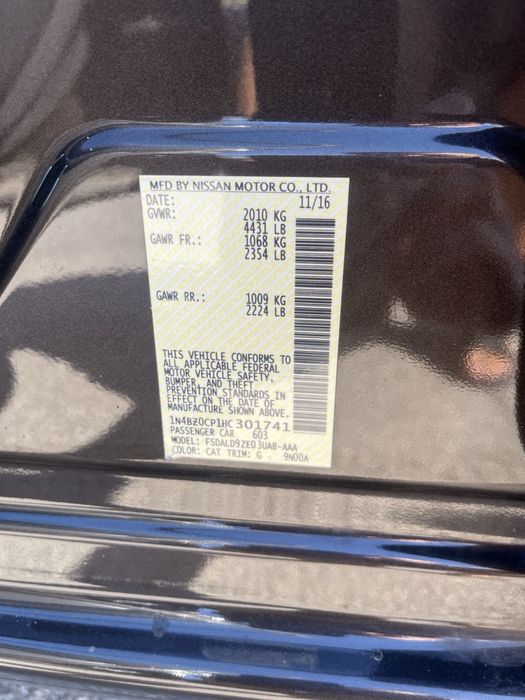 MFD BY NISSAN MOTOR CO., LTD.
DATE: 11/16
GVWR: 2010 KG
4431 LB
GAWR FR.: 1068 KG
2354 LB
GAWR RR.: 1009 KG
2224 LB
THIS VEHICLE CONFORMS TO
ALL APPLICABLE FEDERAL
MOTOR VEHICLE SAFETY,
BUMPER, AND THEFT
PREVENTION STANDARDS IN
EFFECT ON THE DATE OF
MANUFACTURE SHOWN ABOVE.
1N4BZ0CP1HC 301741
PASSENGER CAR 603
MODEL: FSDALD9ZE03UAB-AAA
COLOR: CAT TRIM: G 9N00A